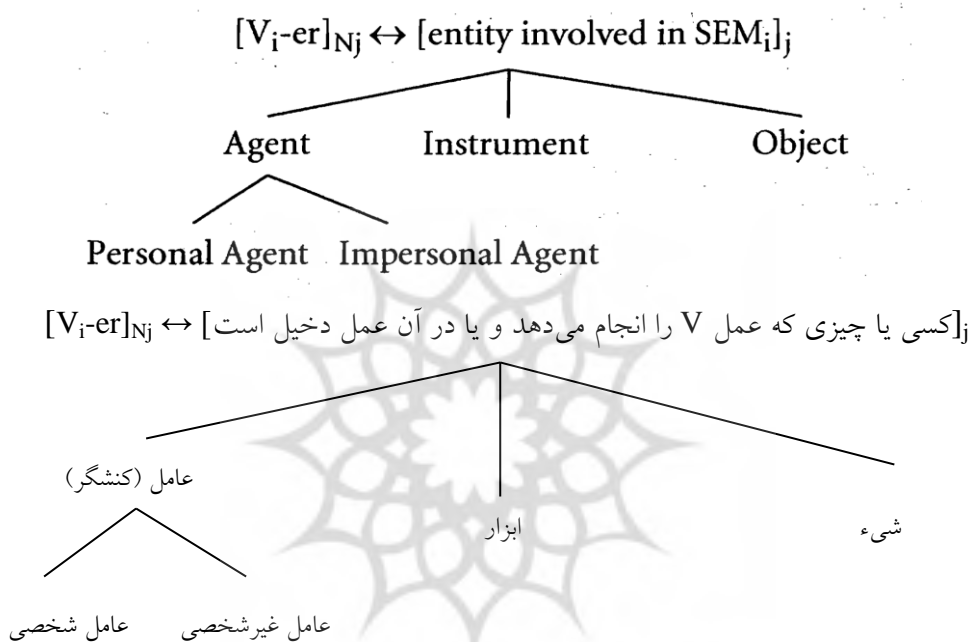 [Vi-er]Nj ↔ [entity involved in SEMi]j
Agent Instrument Object
Personal Agent Impersonal Agent
[Vi-er]Nj ↔ [کسی یا چیزی که عمل V را انجام می‌دهد و یا در آن عمل دخیل است]j
عامل (کنشگر)
ابزار
شیء
عامل غیرشخصی
عامل شخصی